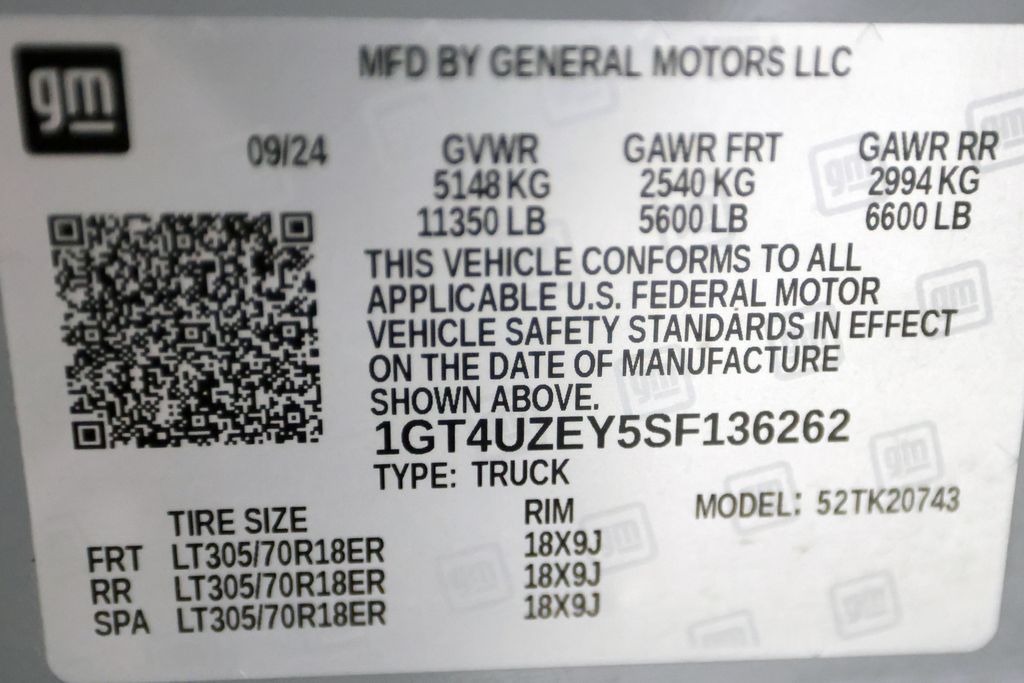 gm
MFD BY GENERAL MOTORS LLC
09/24 GVWR GAWR FRT GAWR RR
5148 KG 2540 KG 2994 KG
11350 LB 5600 LB 6600 LB
THIS VEHICLE CONFORMS TO ALL
APPLICABLE U.S. FEDERAL MOTOR
VEHICLE SAFETY STANDARDS IN EFFECT
ON THE DATE OF MANUFACTURE
SHOWN ABOVE.
1GT4UZEY5SF136262
TYPE: TRUCK
MODEL: 52TK20743
TIRE SIZE RIM
FRT LT305/70R18ER 18X9J
RR LT305/70R18ER 18X9J
SPA LT305/70R18ER 18X9J